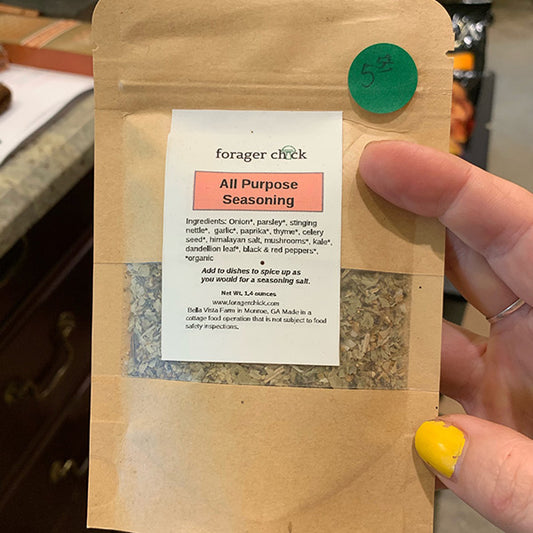 5 50
forager chick
All Purpose
Seasoning
Ingredients: Onion*, parsley*, stinging
nettle*, garlic*, paprika*, thyme*, celery
seed*, himalayan salt, mushrooms*, kale*,
dandellion leaf*, black & red peppers*,
*organic
Add to dishes to spice up as
you would for a seasoning salt.
Net Wt. 1.4 ounces
www.foragerchick.com
Bella Vista Farm in Monroe, GA Made in a
cottage food operation that is not subject to food
safety inspections.